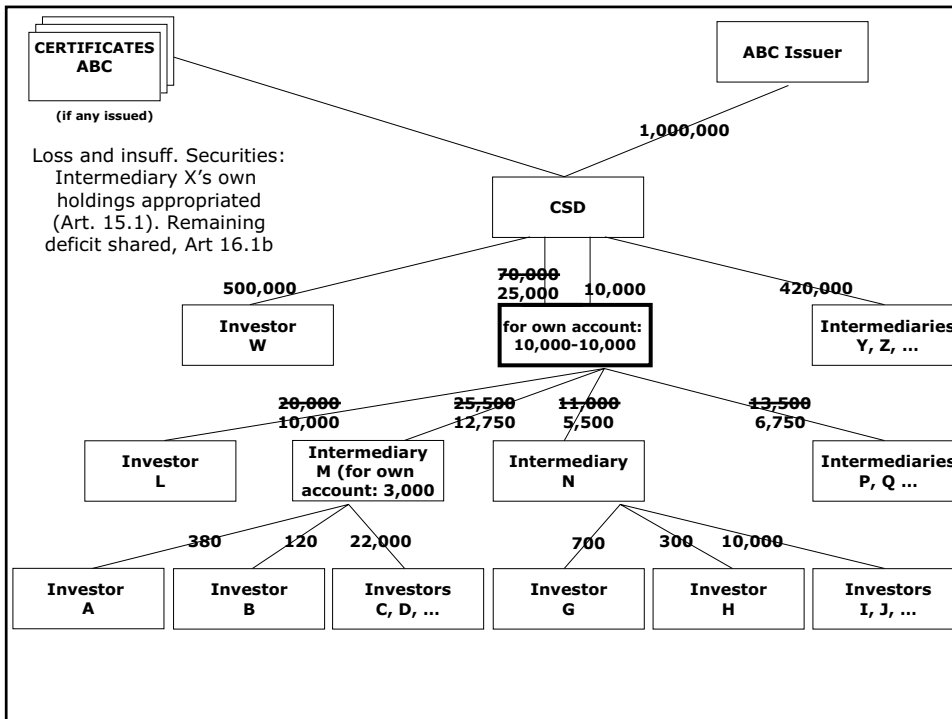 CERTIFICATES
ABC
(if any issued)
ABC Issuer
1,000,000
Loss and insuff. Securities:
Intermediary X's own
holdings appropriated
(Art. 15.1). Remaining
deficit shared, Art 16.1b
CSD
500,000
70,000
25,000
10,000
420,000
Investor
W
for own account:
10,000-10,000
Intermediaries
Y, Z, ...
20,000
10,000
25,500
12,750
11,000
5,500
13,500
6,750
Investor
L
Intermediary
M (for own
account: 3,000
Intermediary
N
Intermediaries
P, Q ...
380
120
22,000
700
300
10,000
Investor
A
Investor
B
Investors
C, D, ...
Investor
G
Investor
H
Investors
I, J, ...